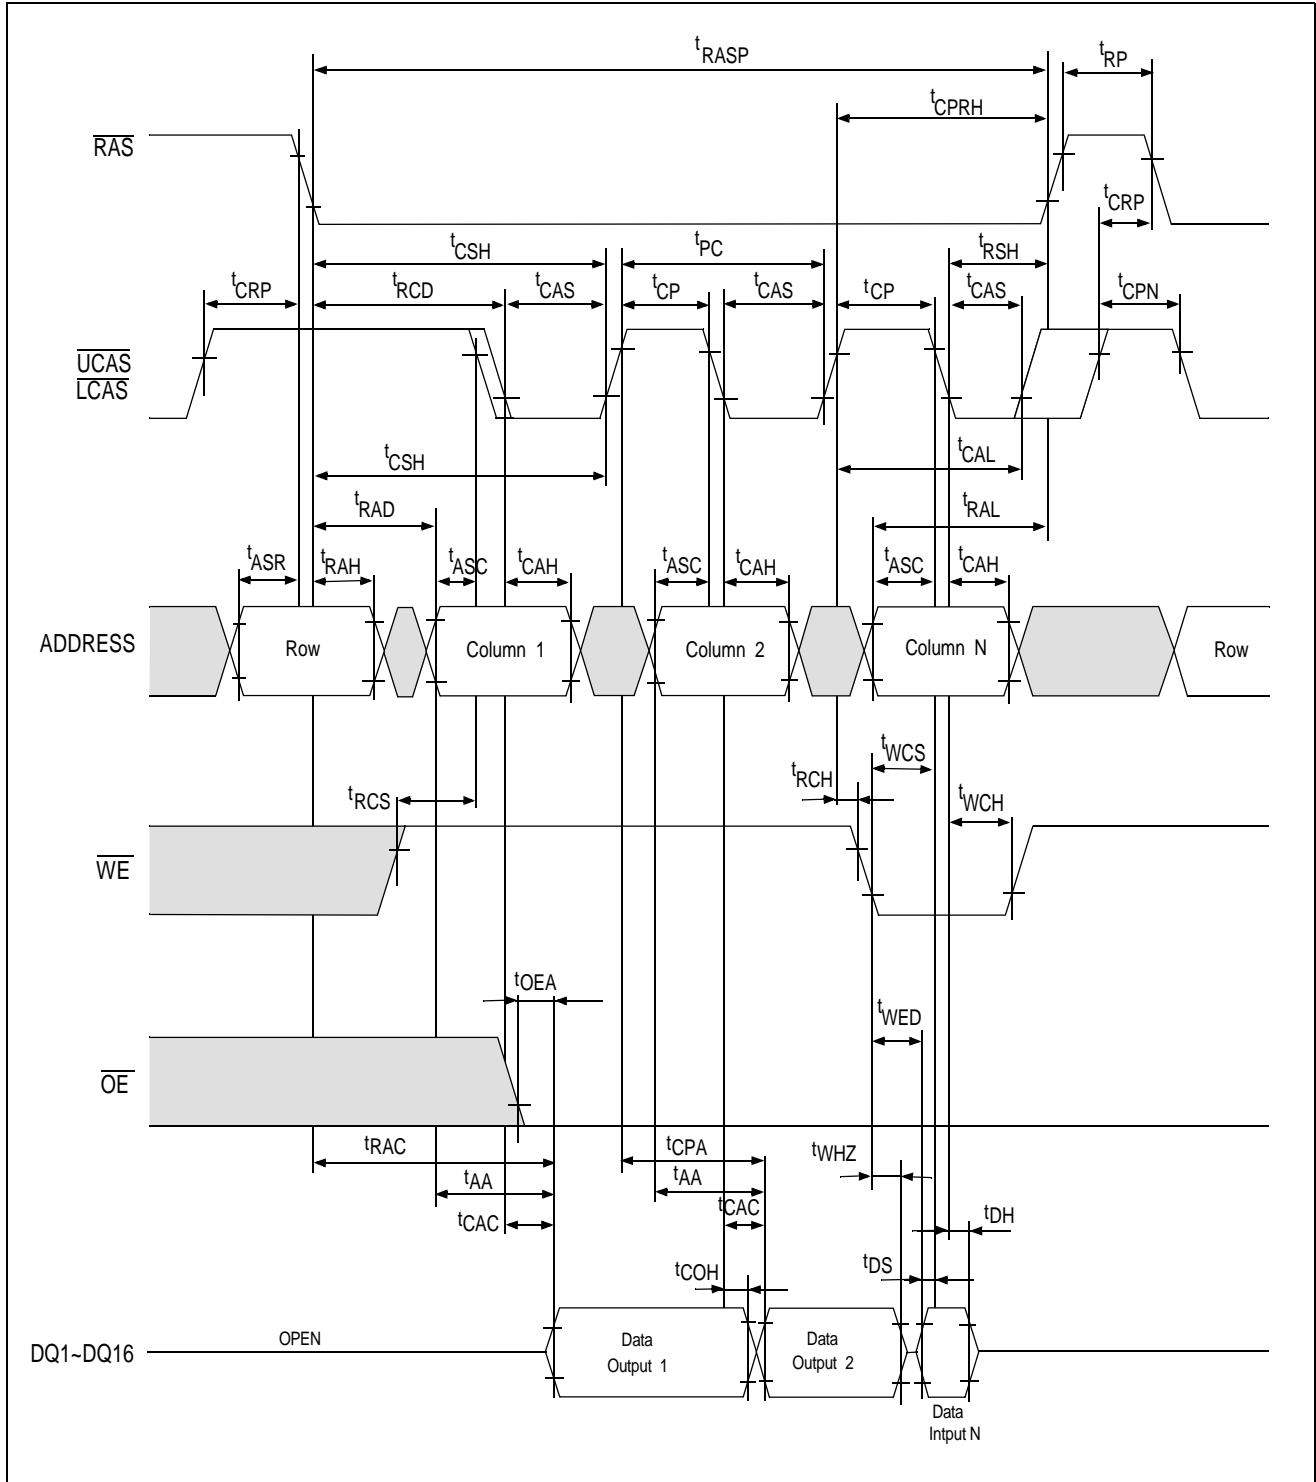 tRASP
tRP
tCPRH
RAS
tCRP
tCSH
tPC
tRSH
tCRP
tRCD
tCAS
tCP
tCAS
tCP
tCAS
tCPN
UCAS
LCAS
tCSH
tCAL
tRAD
tRAL
tASR
tRAH
tASC
tCAH
tASC
tCAH
tASC
tCAH
ADDRESS
Row
Column 1
Column 2
Column N
Row
tWCS
tRCH
tRCS
tWCH
WE
tOEA
tWED
OE
tRAC
tCPA
tWHZ
tAA
tAA
tCAC
tCAC
tDH
tCOH
tDS
DQ1~DQ16
OPEN
Data
Output 1
Data
Output 2
Data
Intput N